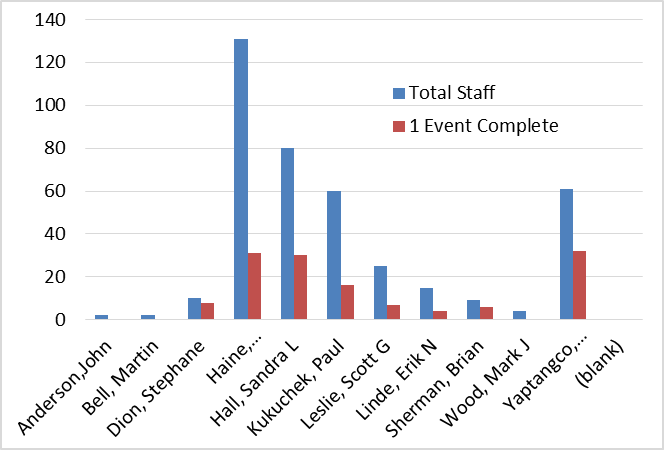 140
120
100
80
60
40
20
0
Total Staff
1 Event Complete
Anderson,John
Bell, Martin
Dion, Stephane
Haine,...
Hall, Sandra L
Kukuchek, Paul
Leslie, Scott G
Linde, Erik N
Sherman, Brian
Wood, Mark J
Yaptangco,...
(blank)